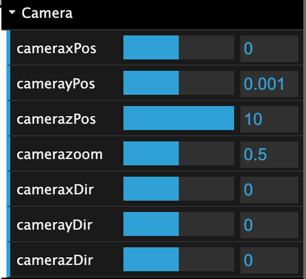 Camera
cameraxPos 0
camerayPos 0.001
camerazPos 10
camerazoom 0.5
cameraxDir 0
camerayDir 0
camerazDir 0